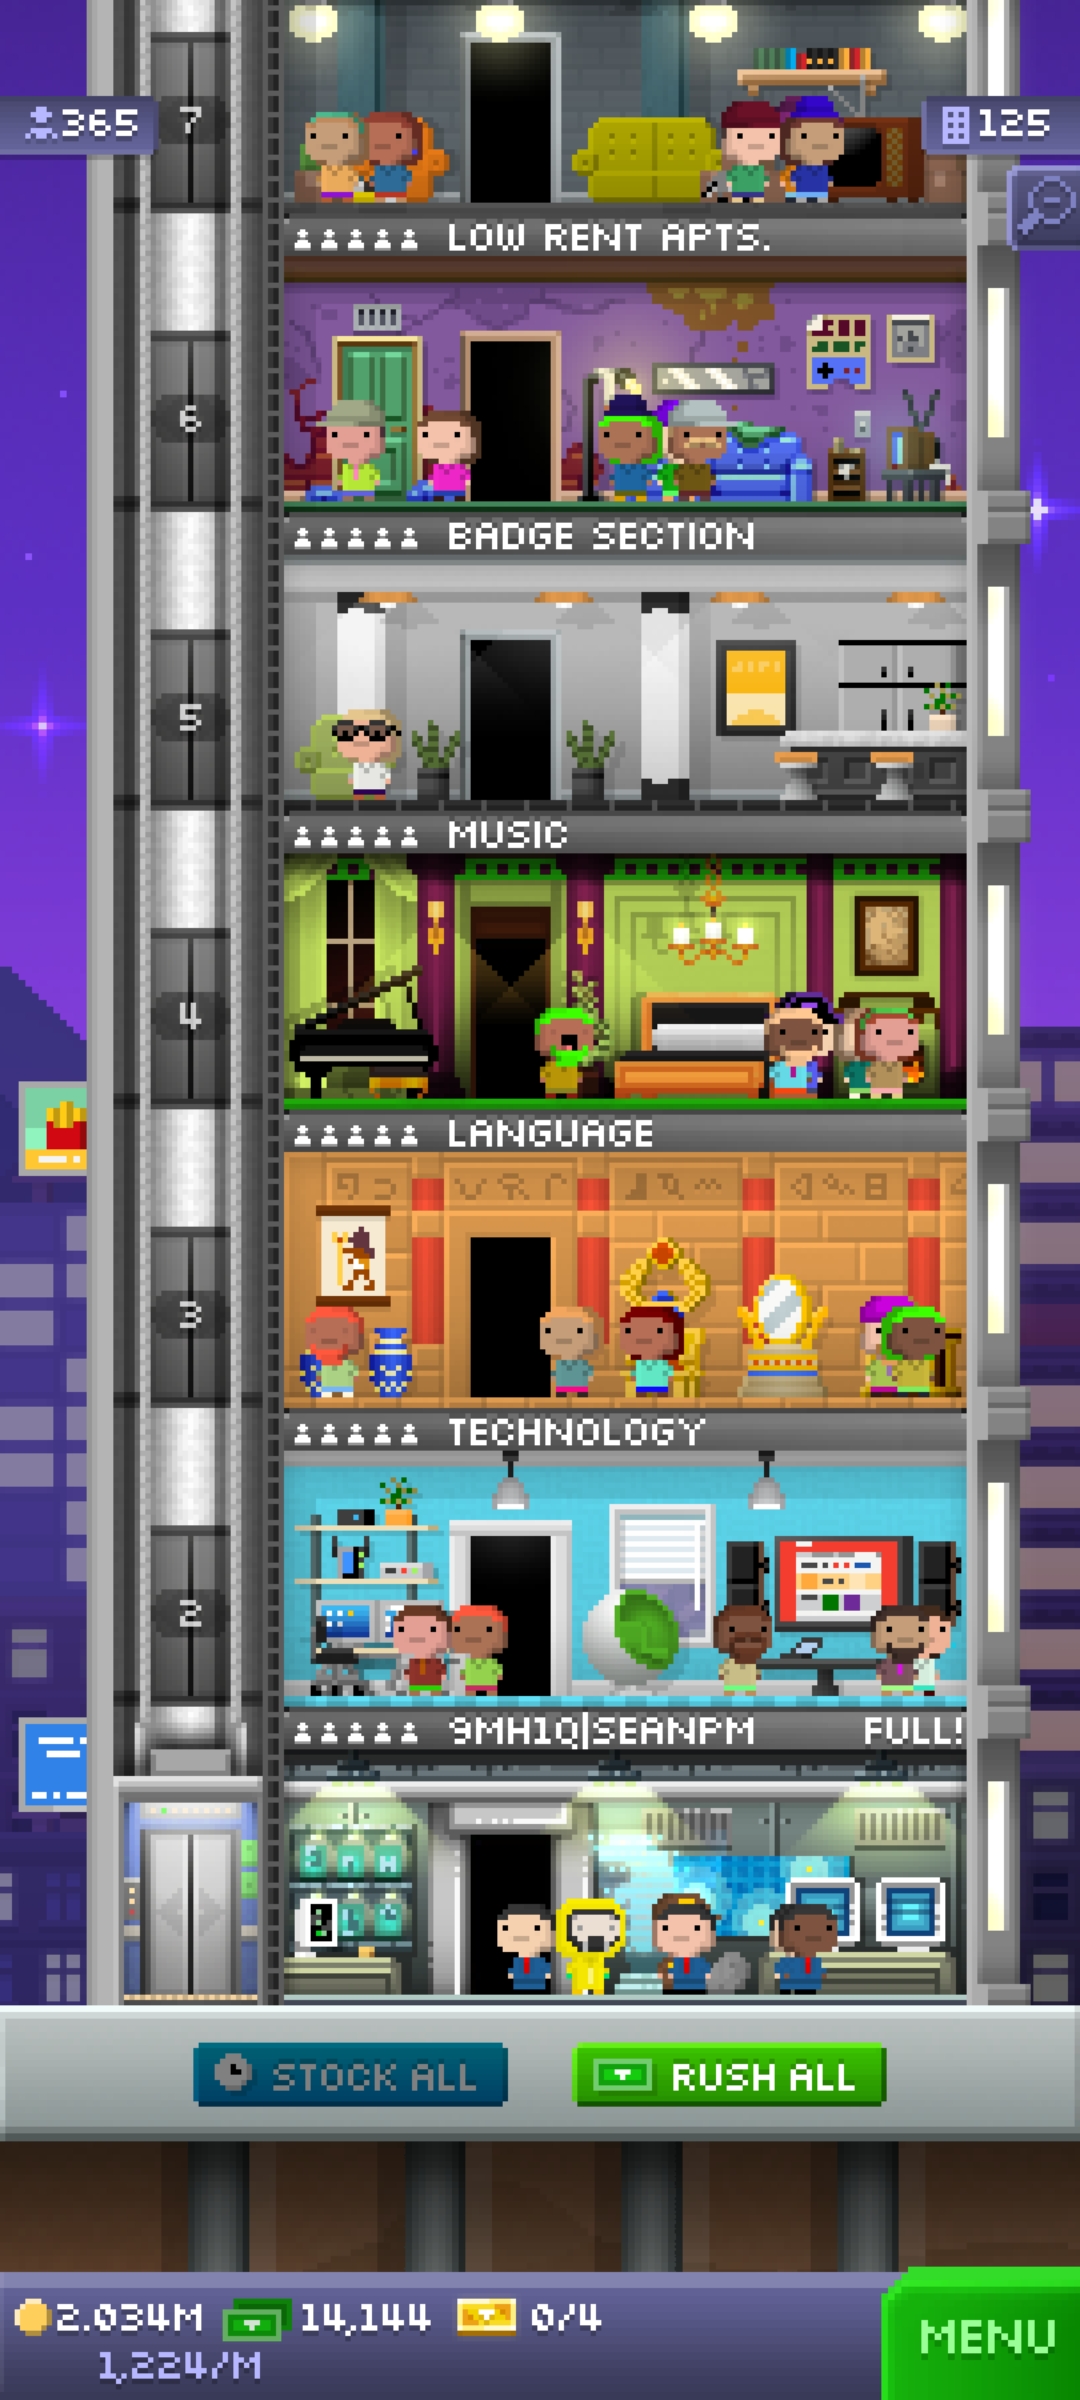 365
7
125
LOW RENT APTS.
6
BADGE SECTION
5
MUSIC
4
LANGUAGE
3
TECHNOLOGY
2
9MH1Q|SEANPM FULL!
STOCK ALL
RUSH ALL
2.034M 14,144 0/4
1,224/M
MENU